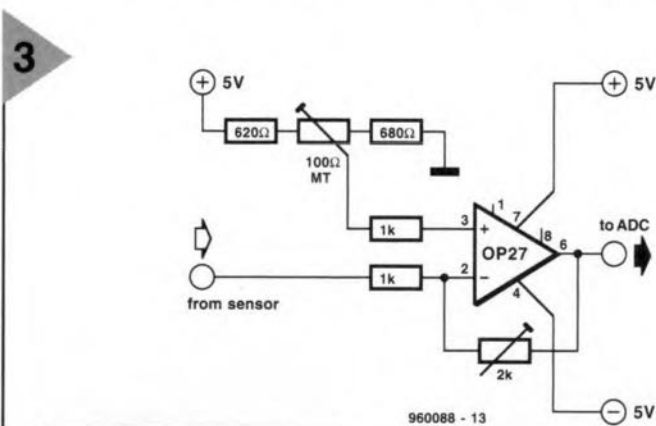 3
5V
5V
620Ω
680Ω
100Ω
MT
1
7
1k
3
+
8
to ADC
OP27
6
1k
2
−
4
from sensor
2k
960088 - 13
5V